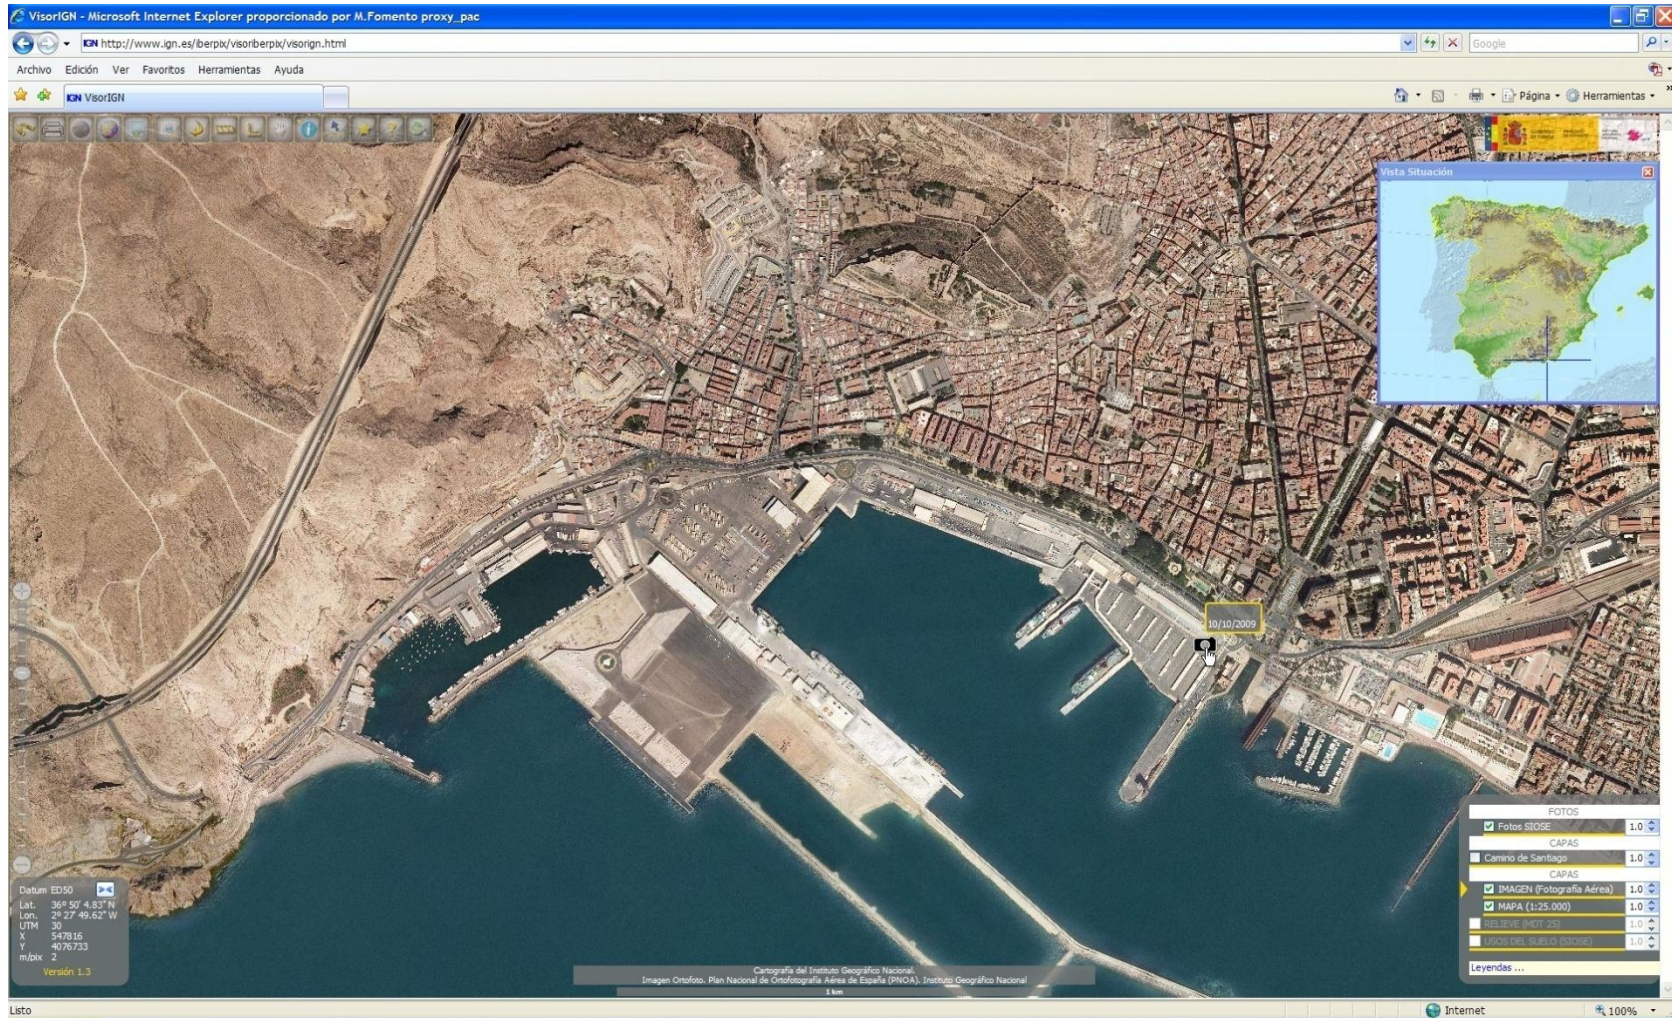 VisorIGN - Microsoft Internet Explorer proporcionado por M.Fomento proxy_pac
IGN http://www.ign.es/iberpix/visoriberpix/visorign.html
Google
Archivo Edición Ver Favoritos Herramientas Ayuda
IGN VisorIGN
Página Herramientas
Vista Situación
10/10/2009
FOTOS
Fotos SIOSE 1.0
CAPAS
Camino de Santiago 1.0
CAPAS
IMAGEN (Fotografía Aérea) 1.0
MAPA (1:25.000) 1.0
RELIEVE (MDT 25) 1.0
USOS DEL SUELO (SIOSE) 1.0
Leyendas ...
Datum ED50
Lat. 36º 50' 4.83" N
Lon. 2º 27' 49.62" W
UTM 30
X 547816
Y 4076733
m/pix 2
Versión 1.3
Cartografía del Instituto Geográfico Nacional.
Imagen Ortofoto. Plan Nacional de Ortofotografía Aérea de España (PNOA). Instituto Geográfico Nacional
1 km
Listo
Internet
100%